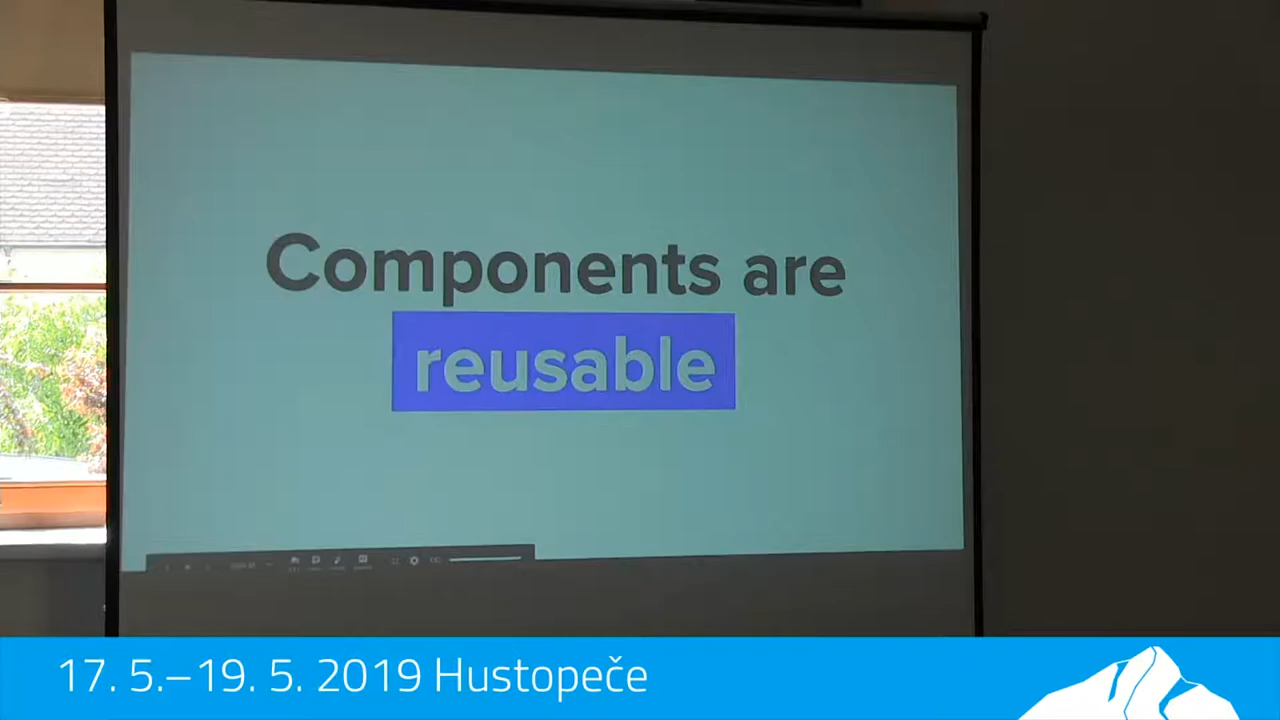 Components are
reusable
17. 5.–19. 5. 2019 Hustopeče